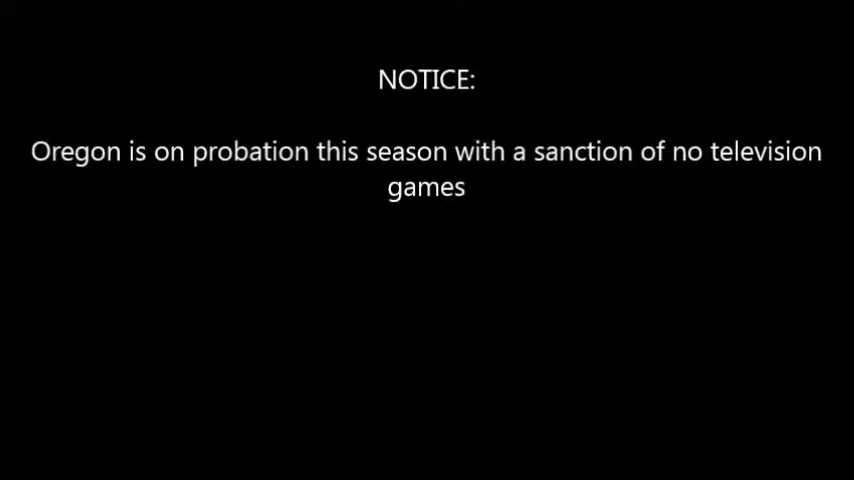 NOTICE:
Oregon is on probation this season with a sanction of no television
games